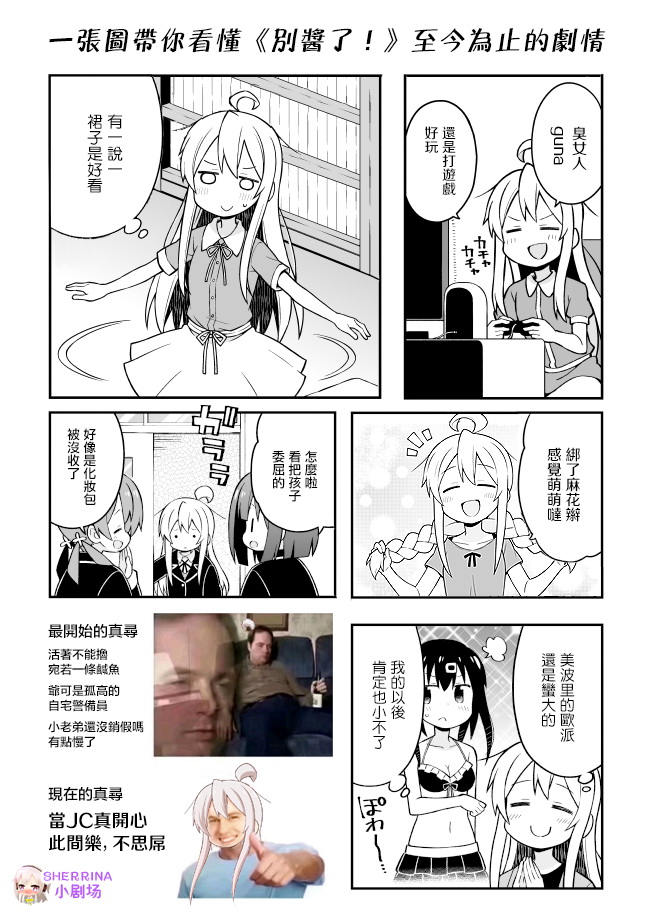 一張圖帶你看懂《別醬了！》至今為止的劇情
臭女人
guna
還是打遊戲
好玩
カチャ
カチャ
有一說一
裙子是好看
綁了麻花辮
感覺萌萌噠
怎麼啦
看把孩子
委屈的
ガララ
好像是化妝包
被沒收了
美波里的歐派
還是蠻大的
我的以後
肯定也小不了
ぽわ〜…
最開始的真尋
活著不能擼
宛若一條鹹魚
爺可是孤高的
自宅警備員
小老弟還沒銷假嗎
有點慢了
現在的真尋
當JC真開心
此間樂，不思屌
SHERRINA
小剧场